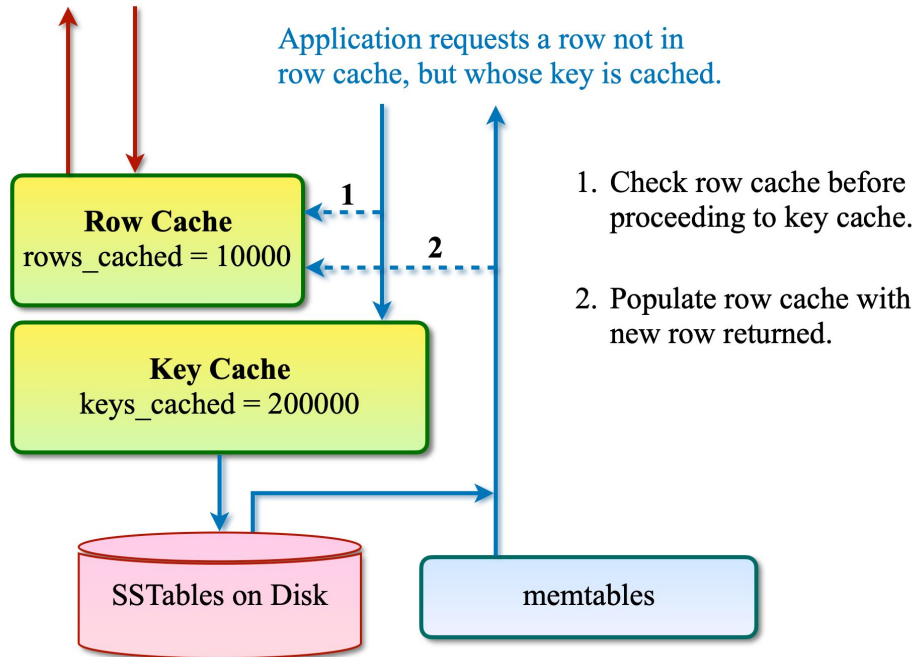 Application requests a row not in
row cache, but whose key is cached.
1
Row Cache
rows_cached = 10000
2
1. Check row cache before
proceeding to key cache.
2. Populate row cache with
new row returned.
Key Cache
keys_cached = 200000
SSTables on Disk
memtables